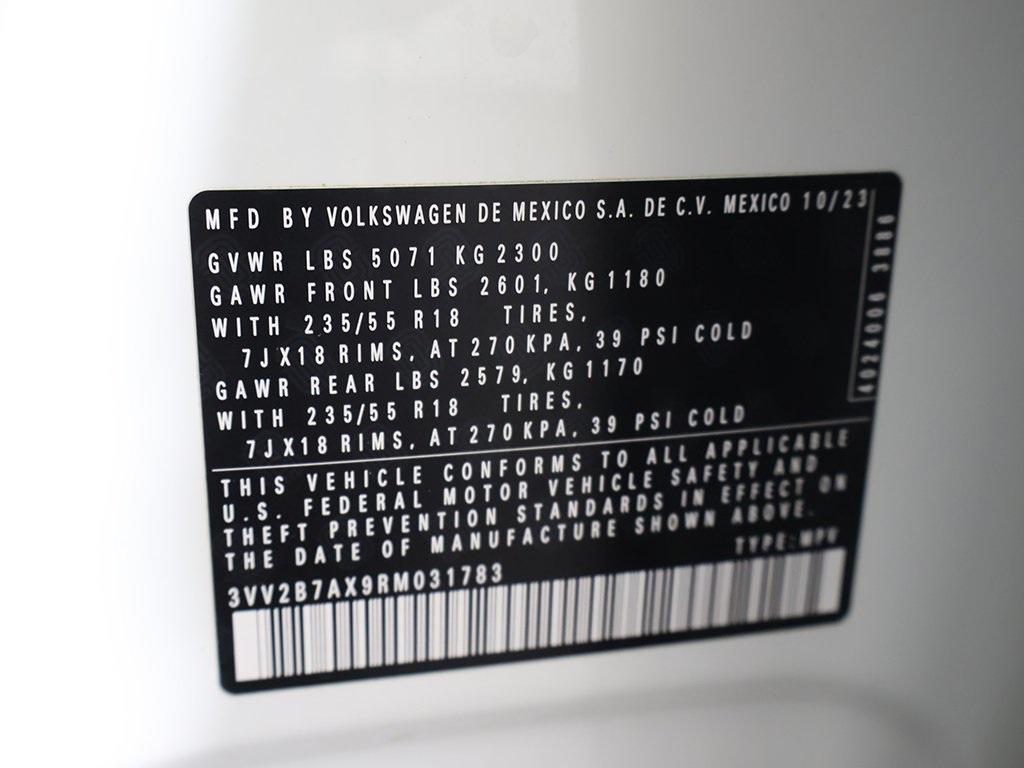 MFD BY VOLKSWAGEN DE MEXICO S.A. DE C.V. MEXICO 10/23
GVWR LBS 5071 KG 2300
GAWR FRONT LBS 2601, KG 1180
WITH 235/55 R18 TIRES,
7JX18 RIMS, AT 270 KPA, 39 PSI COLD
GAWR REAR LBS 2579, KG 1170
WITH 235/55 R18 TIRES,
7JX18 RIMS, AT 270 KPA, 39 PSI COLD
THIS VEHICLE CONFORMS TO ALL APPLICABLE
U.S. FEDERAL MOTOR VEHICLE SAFETY AND
THEFT PREVENTION STANDARDS IN EFFECT ON
THE DATE OF MANUFACTURE SHOWN ABOVE.
TYPE:MPV
3VV2B7AX9RM031783